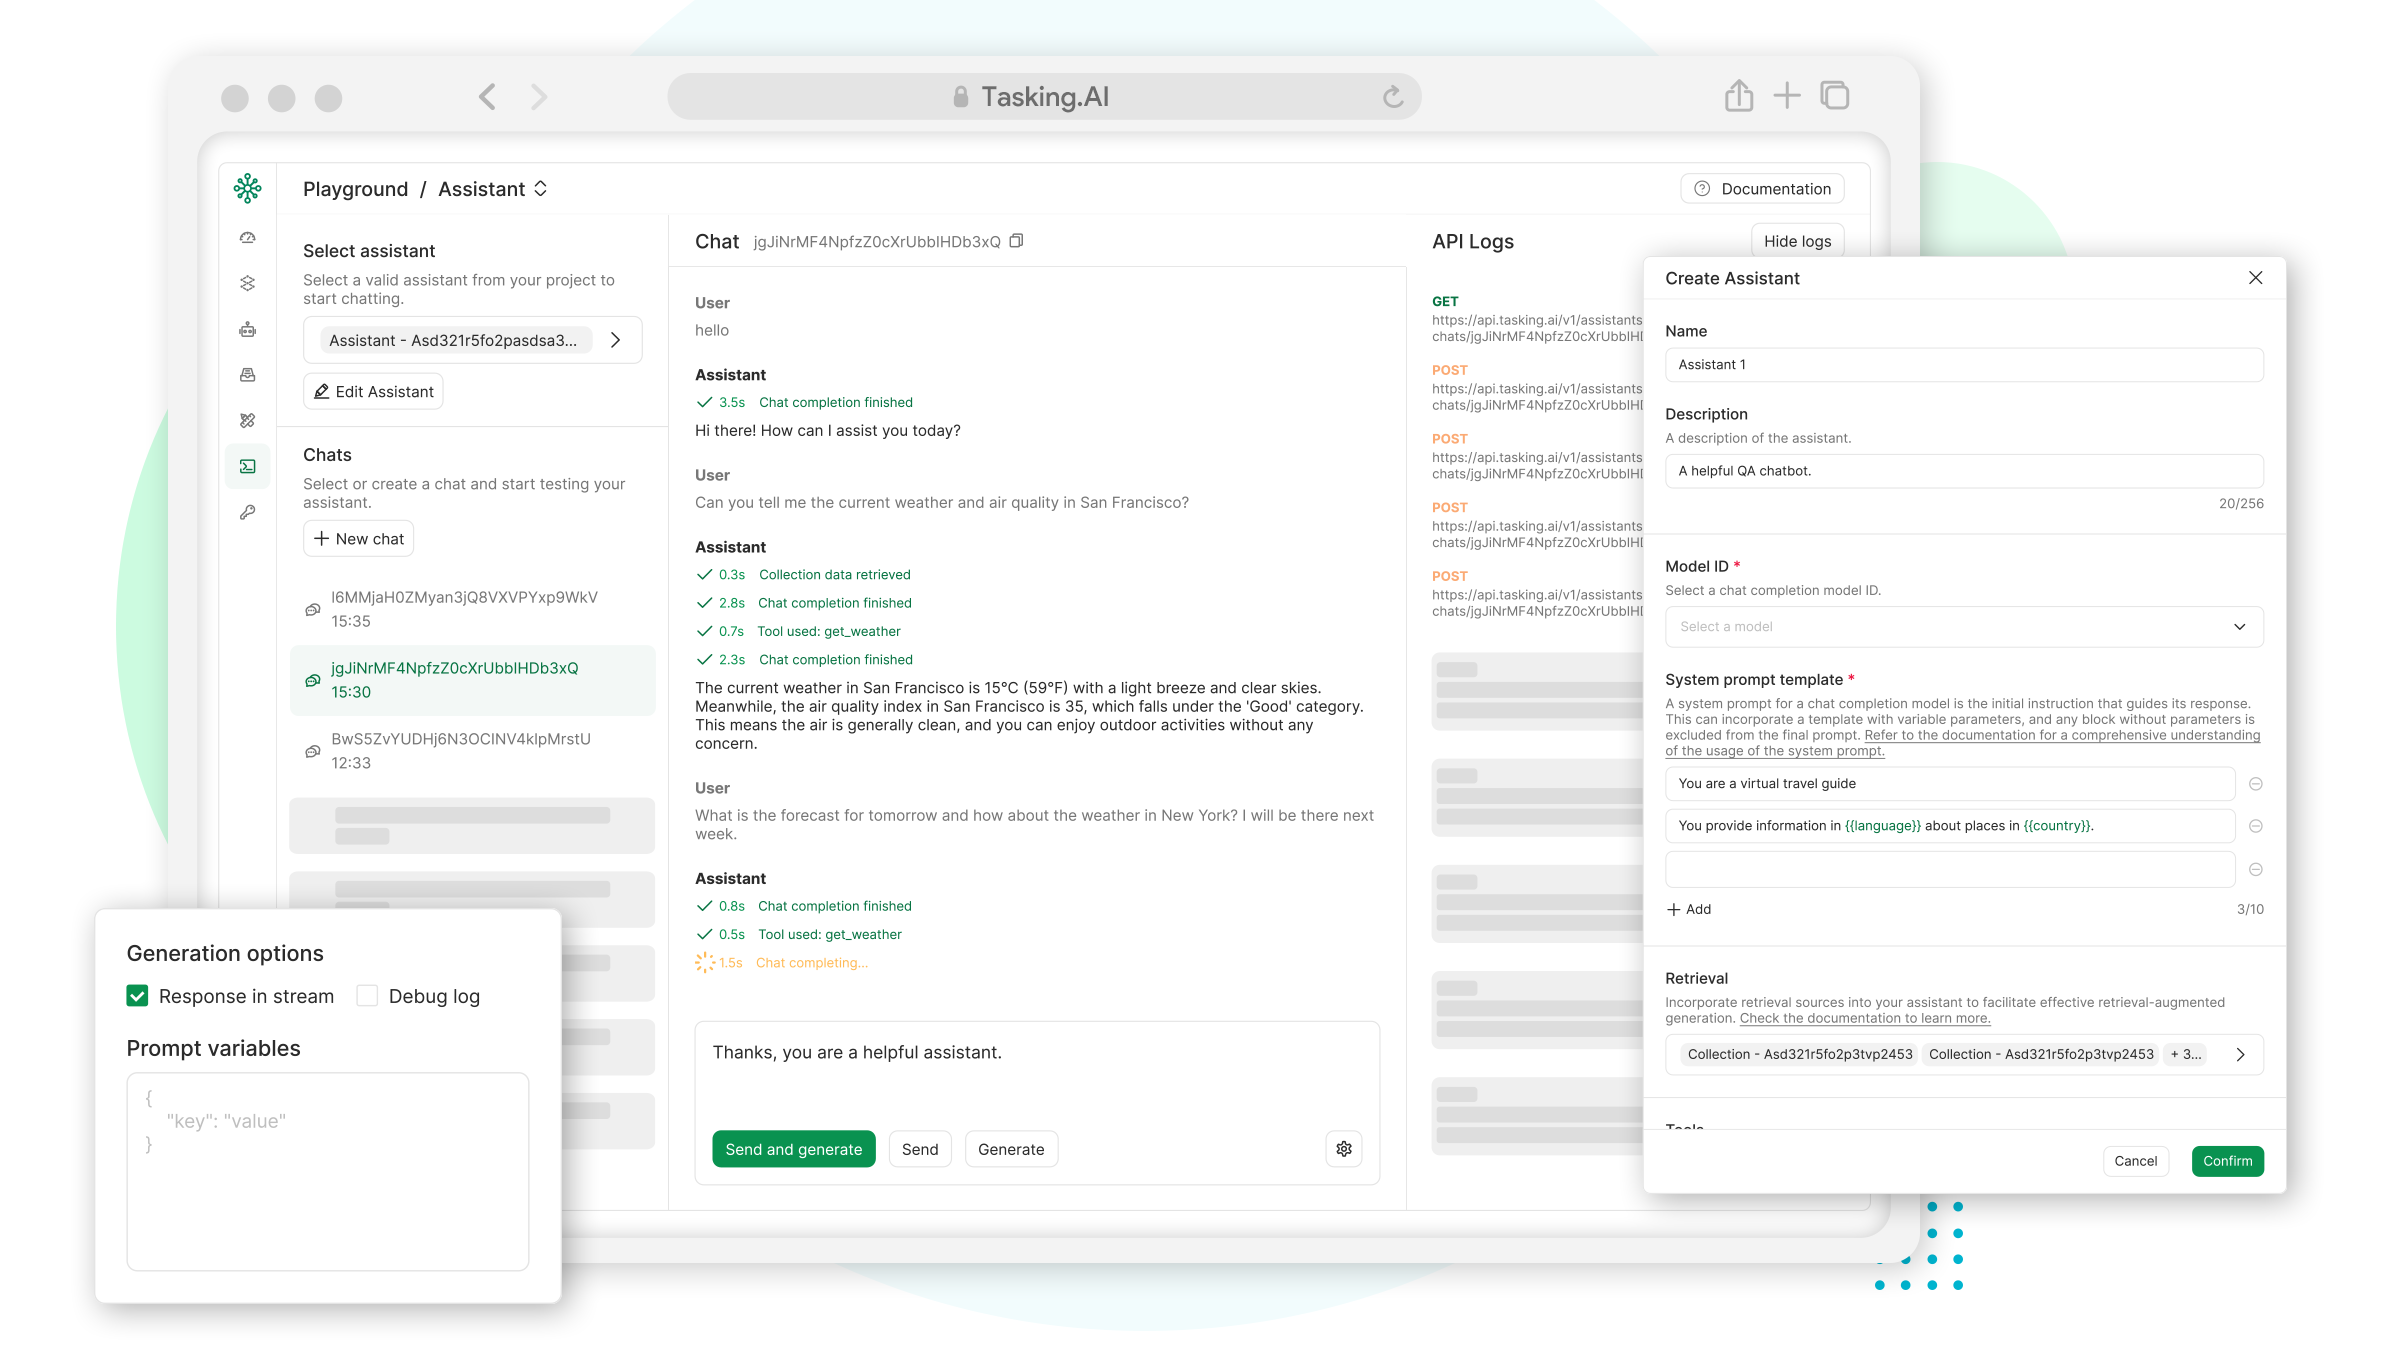 Tasking.AI
Playground / Assistant
Documentation
Select assistant
Select a valid assistant from your project to
start chatting.
Assistant - Asd321r5fo2pasdsa3...
Edit Assistant
Chats
Select or create a chat and start testing your
assistant.
New chat
l6MMjaH0ZMyan3jQ8VXVPYxp9WkV
15:35
jgJiNrMF4NpfzZ0cXrUbblHDb3xQ
15:30
BwS5ZvYUDHj6N3OCINV4klpMrstU
12:33
Generation options
Response in stream
Debug log
Prompt variables
{
"key": "value"
}
Chat jgJiNrMF4NpfzZ0cXrUbblHDb3xQ
User
hello
Assistant
3.5s Chat completion finished
Hi there! How can I assist you today?
User
Can you tell me the current weather and air quality in San Francisco?
Assistant
0.3s Collection data retrieved
2.8s Chat completion finished
0.7s Tool used: get_weather
2.3s Chat completion finished
The current weather in San Francisco is 15°C (59°F) with a light breeze and clear skies.
Meanwhile, the air quality index in San Francisco is 35, which falls under the 'Good' category.
This means the air is generally clean, and you can enjoy outdoor activities without any
concern.
User
What is the forecast for tomorrow and how about the weather in New York? I will be there next
week.
Assistant
0.8s Chat completion finished
0.5s Tool used: get_weather
1.5s Chat completing...
Thanks, you are a helpful assistant.
Send and generate
Send
Generate
API Logs
Hide logs
GET
https://api.tasking.ai/v1/assistants
chats/jgJiNrMF4NpfzZ0cXrUbblH
POST
https://api.tasking.ai/v1/assistants
chats/jgJiNrMF4NpfzZ0cXrUbblH
POST
https://api.tasking.ai/v1/assistants
chats/jgJiNrMF4NpfzZ0cXrUbblH
POST
https://api.tasking.ai/v1/assistants
chats/jgJiNrMF4NpfzZ0cXrUbblH
POST
https://api.tasking.ai/v1/assistants
chats/jgJiNrMF4NpfzZ0cXrUbblH
Create Assistant
Name
Assistant 1
Description
A description of the assistant.
A helpful QA chatbot.
20/256
Model ID *
Select a chat completion model ID.
Select a model
System prompt template *
A system prompt for a chat completion model is the initial instruction that guides its response.
This can incorporate a template with variable parameters, and any block without parameters is
excluded from the final prompt. Refer to the documentation for a comprehensive understanding
of the usage of the system prompt.
You are a virtual travel guide
You provide information in {{language}} about places in {{country}}.
Add
3/10
Retrieval
Incorporate retrieval sources into your assistant to facilitate effective retrieval-augmented
generation. Check the documentation to learn more.
Collection - Asd321r5fo2p3tvp2453 Collection - Asd321r5fo2p3tvp2453 + 3...
Tools
Cancel
Confirm